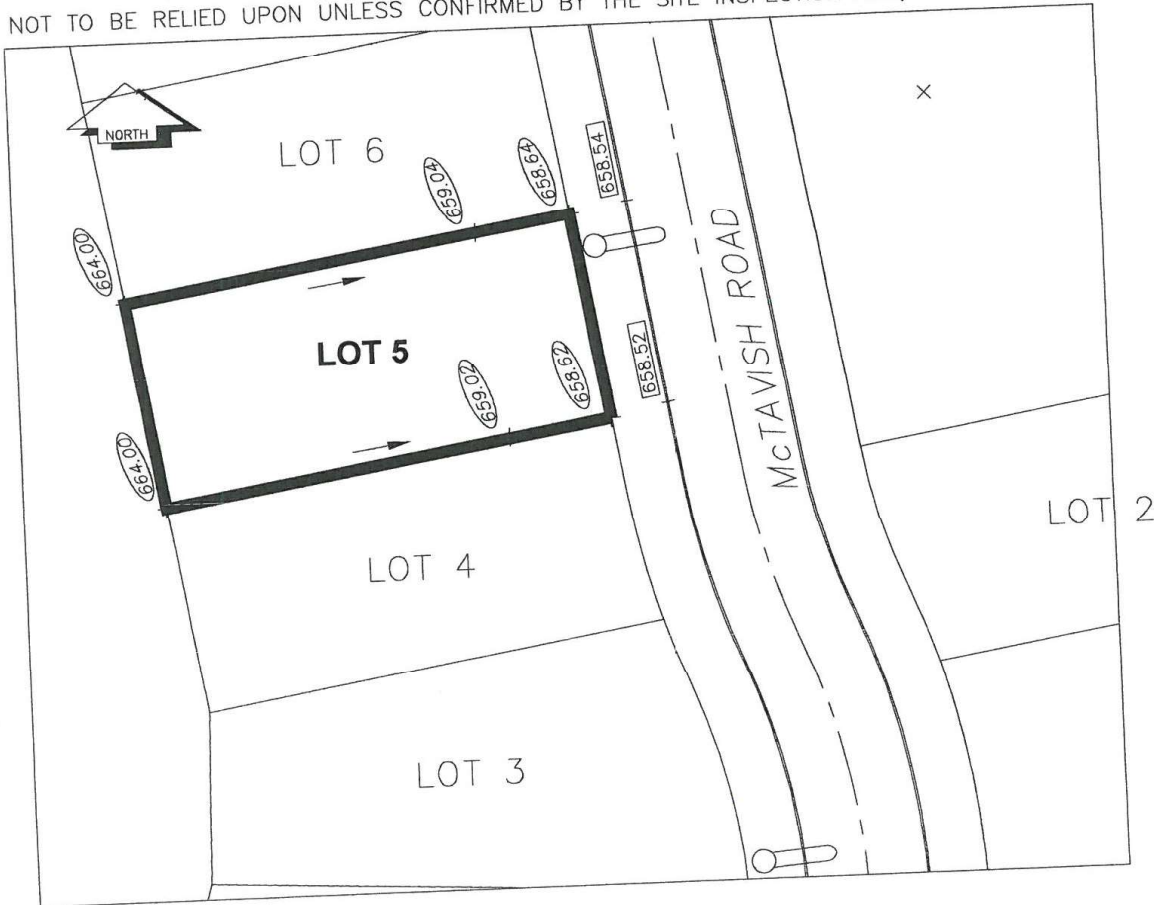 NOT TO BE RELIED UPON UNLESS CONFIRMED BY THE SITE
NORTH
LOT 6
659.04
658.64
658.54
664.00
LOT 5
McTAVISH ROAD
659.02
658.62
658.52
664.00
LOT 4
LOT 2
LOT 3